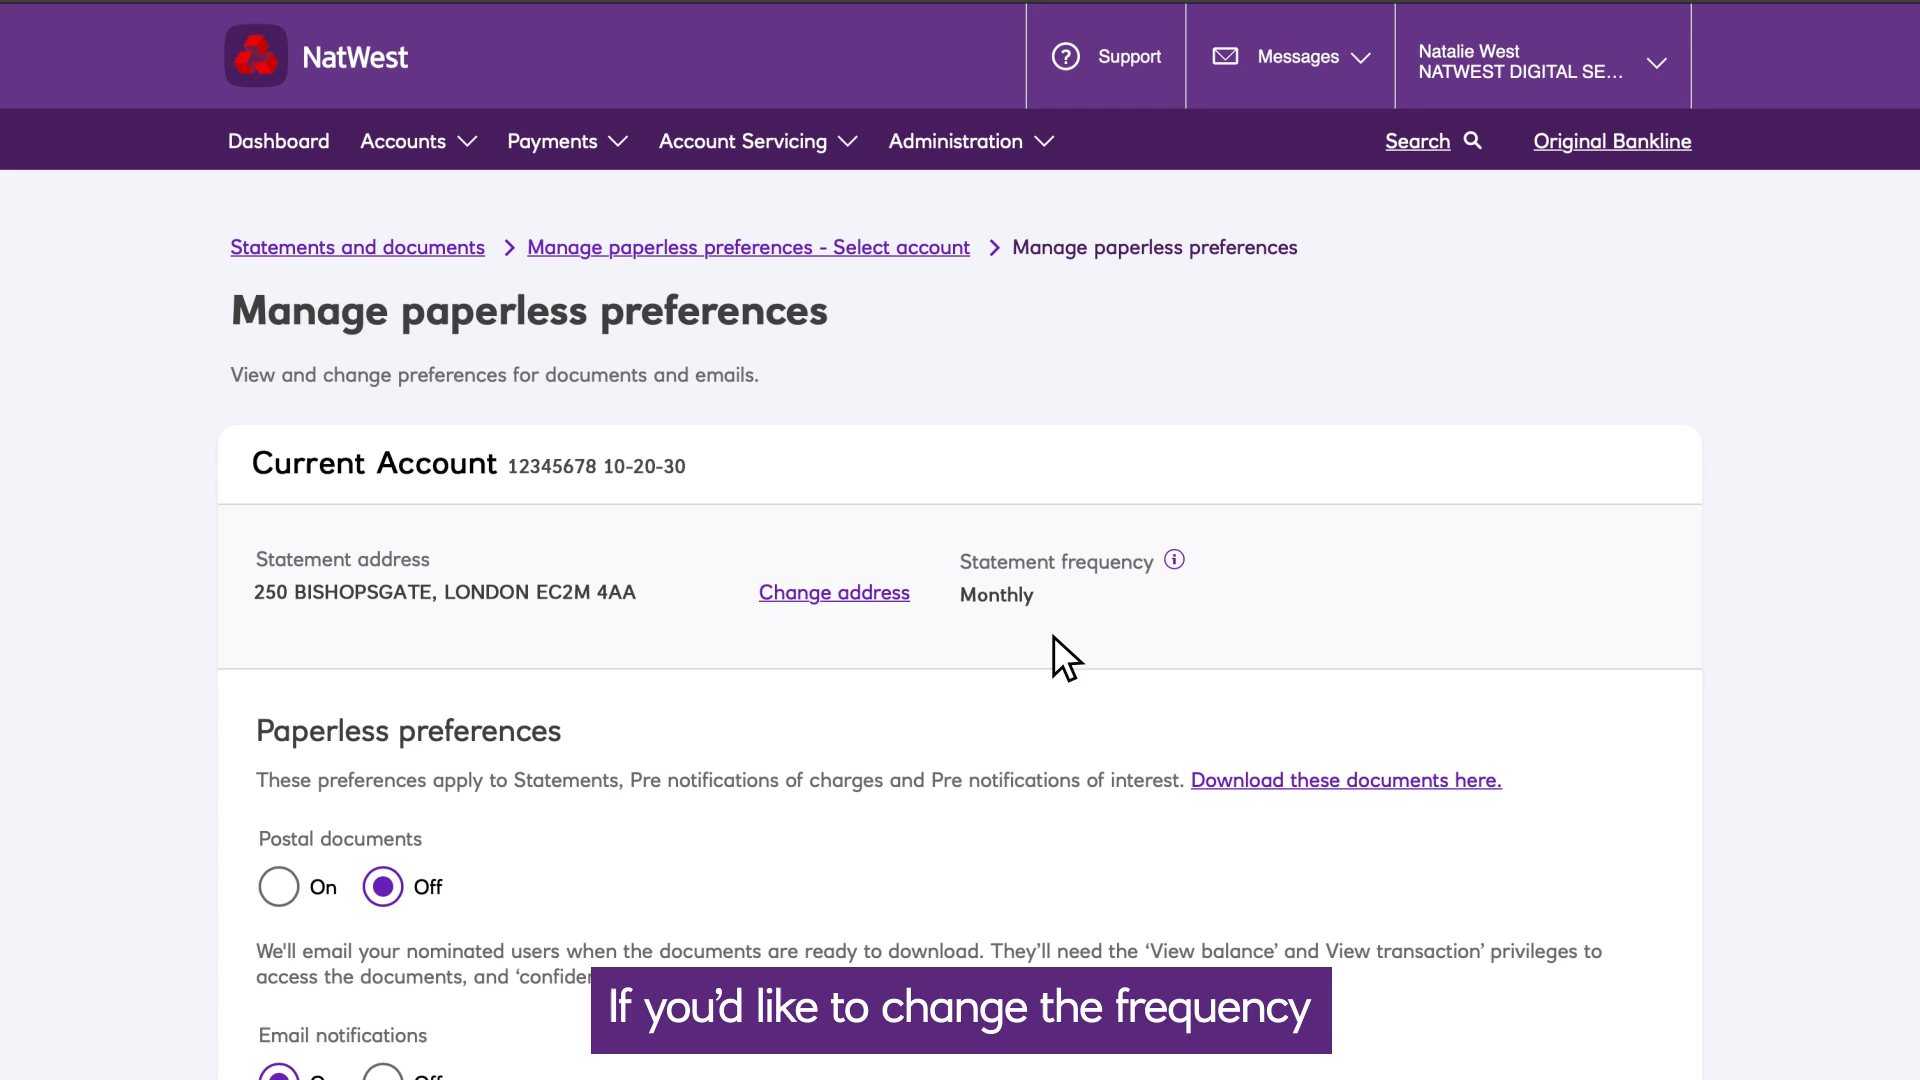 NatWest
Support
Messages
Natalie West
NATWEST DIGITAL SE...
Dashboard
Accounts
Payments
Account Servicing
Administration
Search
Original Bankline
Statements and documents
Manage paperless preferences - Select account
Manage paperless preferences
Manage paperless preferences
View and change preferences for documents and emails.
Current Account 12345678 10-20-30
Statement address
250 BISHOPSGATE, LONDON EC2M 4AA
Change address
Statement frequency
Monthly
Paperless preferences
These preferences apply to Statements, Pre notifications of charges and Pre notifications of interest. Download these documents here.
Postal documents
On
Off
We'll email your nominated users when the documents are ready to download. They'll need the ‘View balance’ and View transaction’ privileges to
access the documents, and
If you'd like to change the frequency
Email notifications